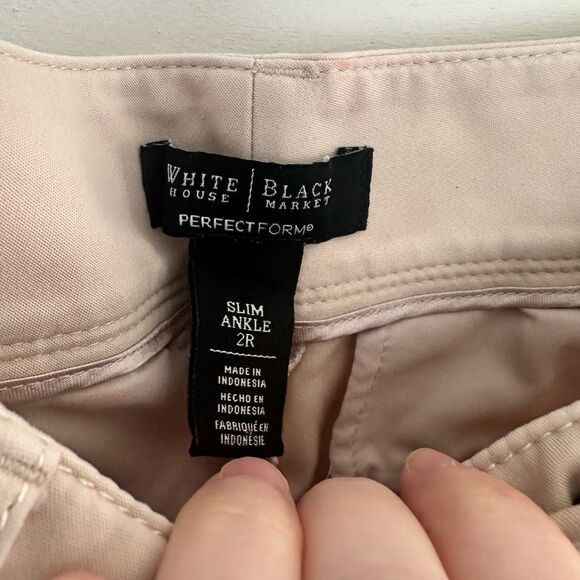 WHITE | BLACK
HOUSE | MARKET
PERFECTFORM®
SLIM
ANKLE
2R
MADE IN
INDONESIA
HECHO EN
INDONESIA
FABRIQUÉ EN
INDONÉSIE